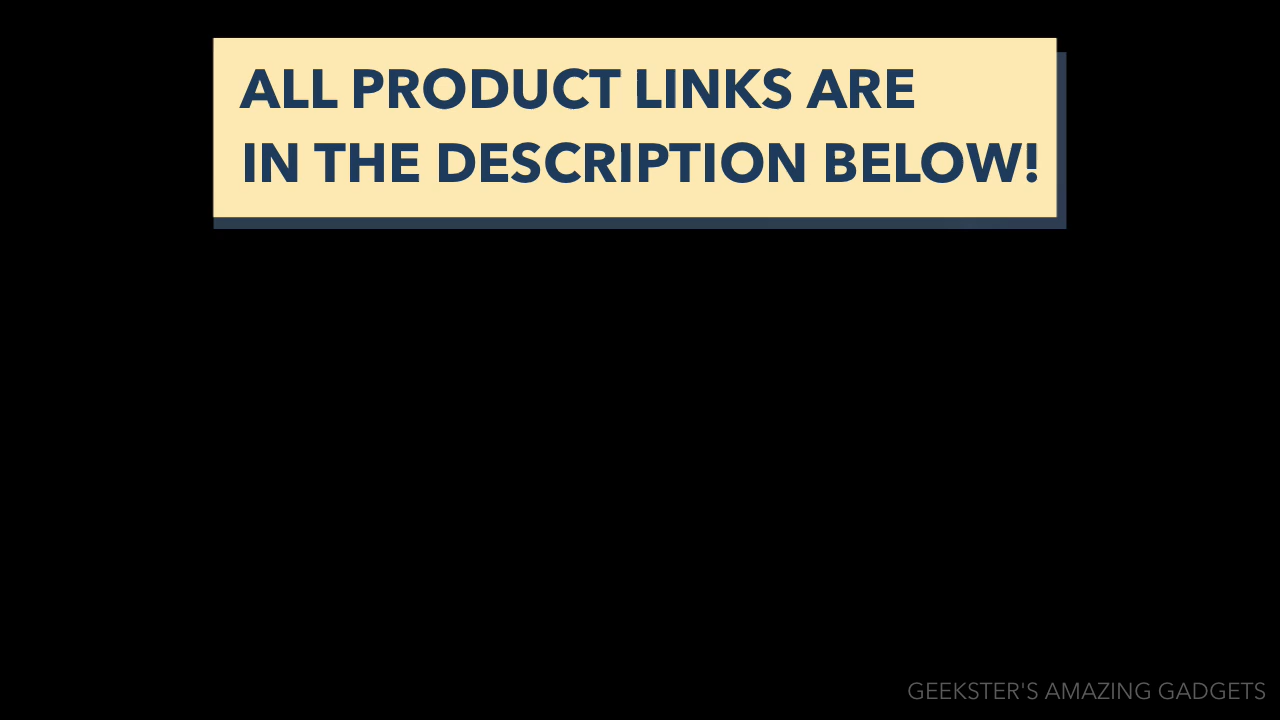 ALL PRODUCT LINKS ARE
IN THE DESCRIPTION BELOW!
GEEKSTER'S AMAZING GADGETS